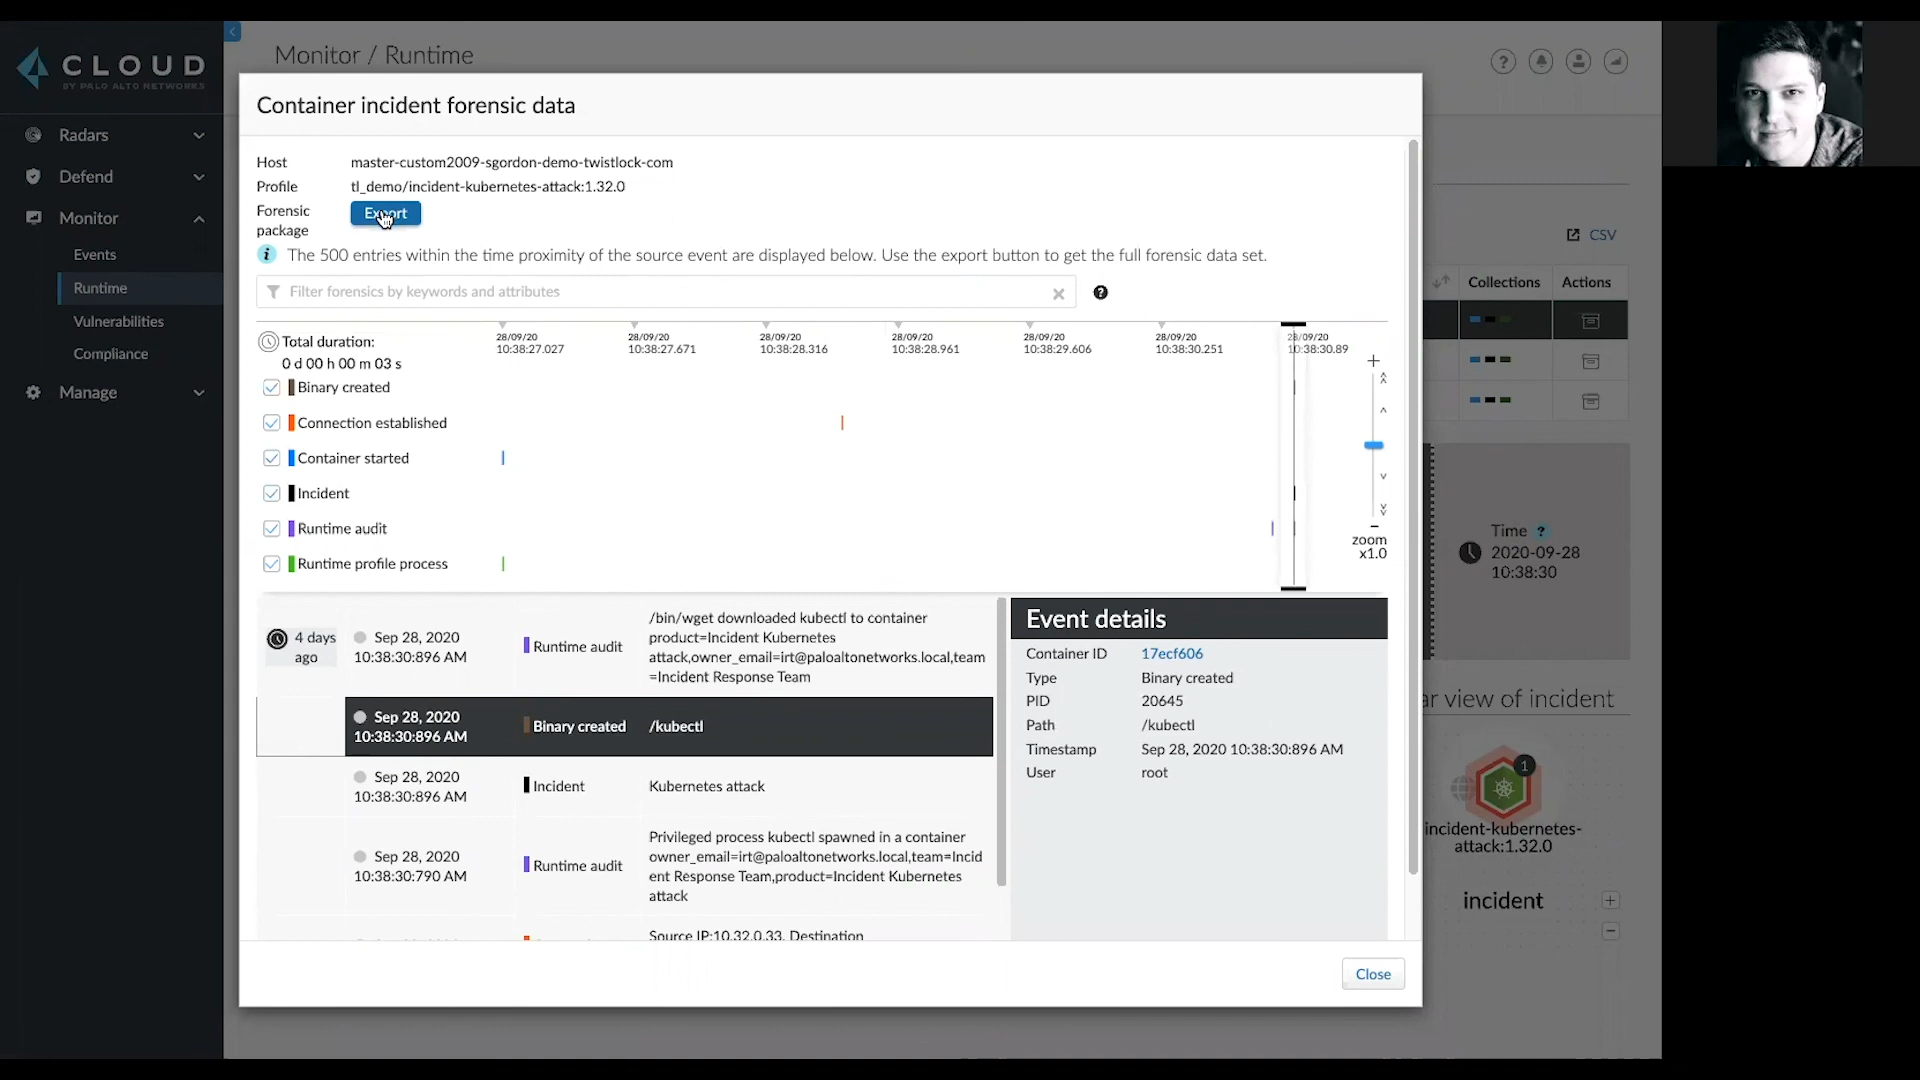 CLOUD
BY PALO ALTO NETWORKS
Radars
Defend
Monitor
Events
Runtime
Vulnerabilities
Compliance
Manage
Monitor / Runtime
Container incident forensic data
Host
master-custom2009-sgordon-demo-twistlock-com
Profile
tl_demo/incident-kubernetes-attack:1.32.0
Forensic
package
Export
The 500 entries within the time proximity of the source event are displayed below. Use the export button to get the full forensic data set.
Filter forensics by keywords and attributes
Total duration:
0 d 00 h 00 m 03 s
28/09/20
10:38:27.027
28/09/20
10:38:27.671
28/09/20
10:38:28.316
28/09/20
10:38:28.961
28/09/20
10:38:29.606
28/09/20
10:38:30.251
28/09/20
10:38:30.89
Binary created
Connection established
Container started
Incident
Runtime audit
Runtime profile process
zoom
x1.0
4 days
ago
Sep 28, 2020
10:38:30:896 AM
Runtime audit
/bin/wget downloaded kubectl to container
product=Incident Kubernetes
attack,owner_email=irt@paloaltonetworks.local,team
=Incident Response Team
Sep 28, 2020
10:38:30:896 AM
Binary created
/kubectl
Sep 28, 2020
10:38:30:896 AM
Incident
Kubernetes attack
Sep 28, 2020
10:38:30:790 AM
Runtime audit
Privileged process kubectl spawned in a container
owner_email=irt@paloaltonetworks.local,team=Incid
ent Response Team,product=Incident Kubernetes
attack
Source IP:10.32.0.33, Destination
Event details
Container ID
17ecf606
Type
Binary created
PID
20645
Path
/kubectl
Timestamp
Sep 28, 2020 10:38:30:896 AM
User
root
Close
CSV
Collections
Actions
Time ?
2020-09-28
10:38:30
ar view of incident
1
incident-kubernetes-
attack:1.32.0
incident